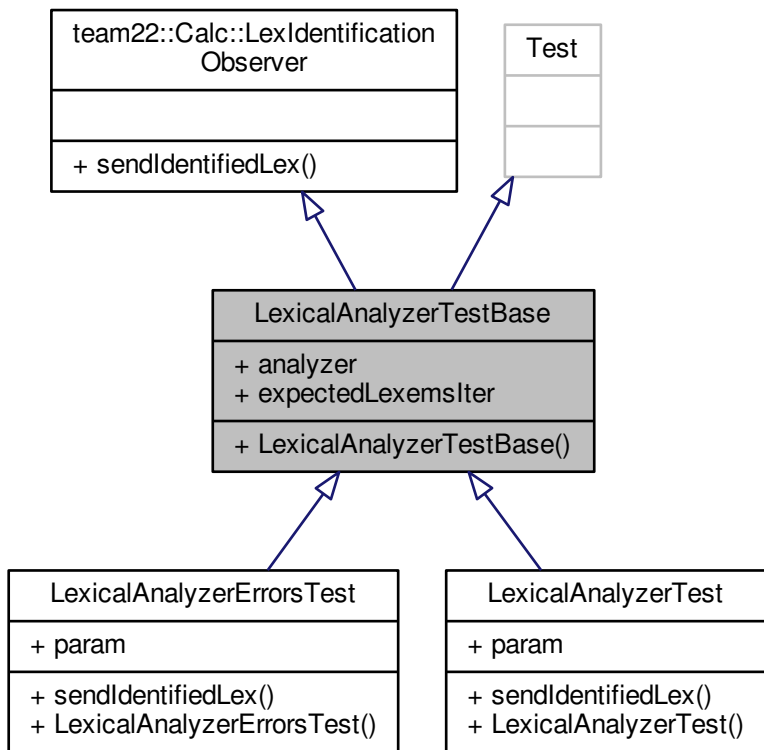 team22::Calc::LexIdentification
Observer
+ sendIdentifiedLex()
Test
LexicalAnalyzerTestBase
+ analyzer
+ expectedLexemsIter
+ LexicalAnalyzerTestBase()
LexicalAnalyzerErrorsTest
+ param
+ sendIdentifiedLex()
+ LexicalAnalyzerErrorsTest()
LexicalAnalyzerTest
+ param
+ sendIdentifiedLex()
+ LexicalAnalyzerTest()